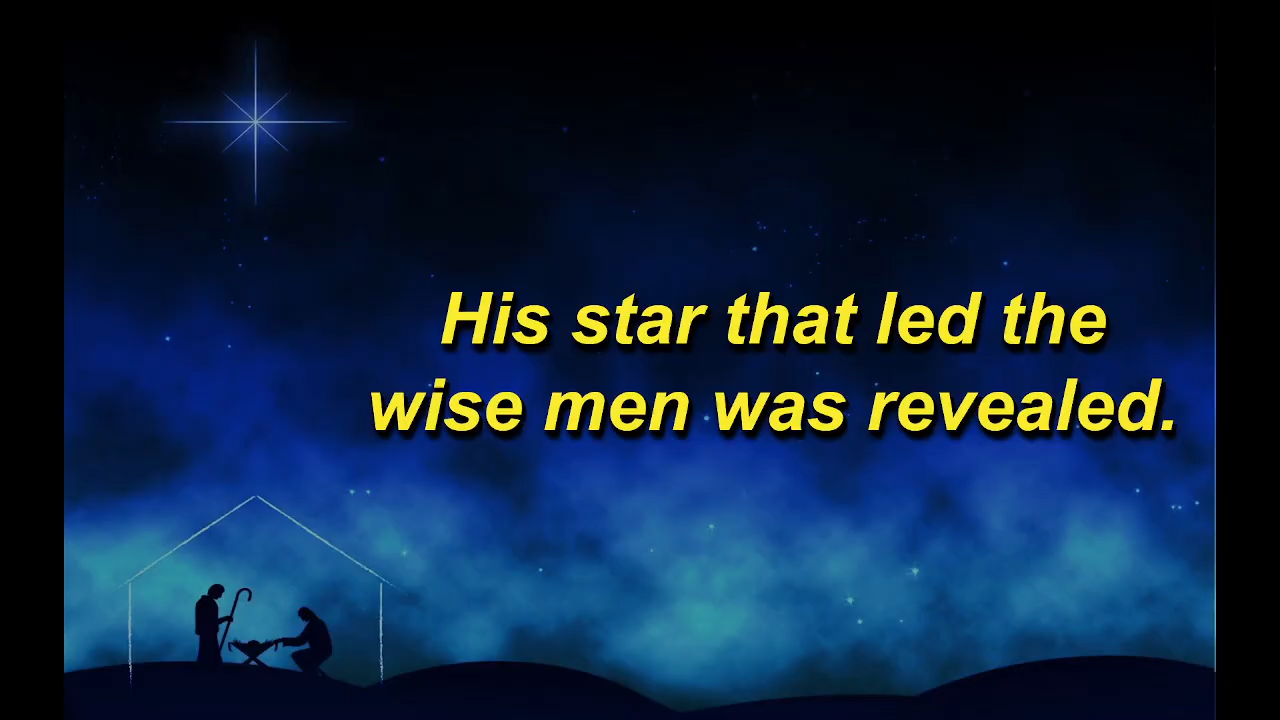 His star that led the
wise men was revealed.